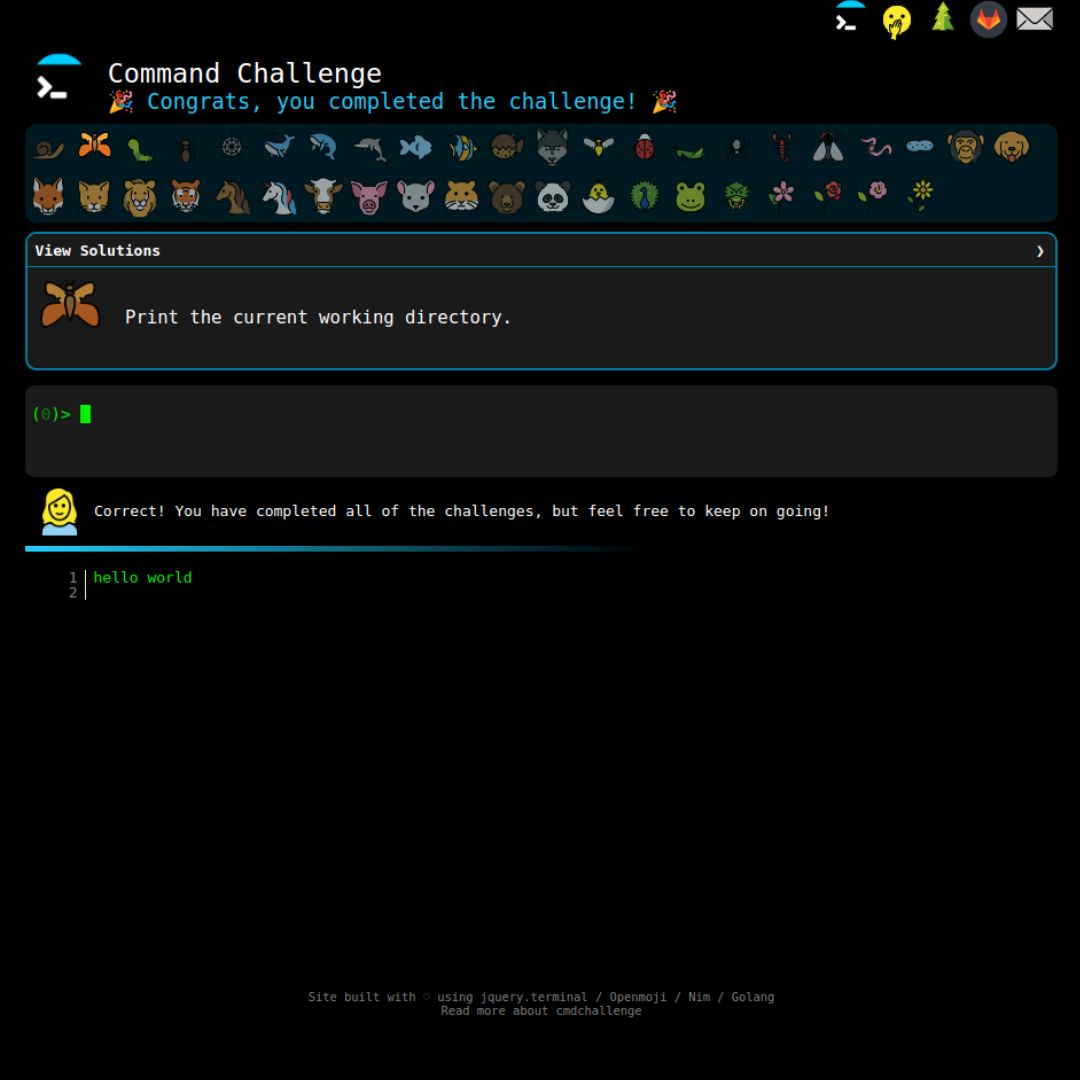 Command Challenge
🎉 Congrats, you completed the challenge! 🎉
View Solutions ❯
Print the current working directory.
(0)>
Correct! You have completed all of the challenges, but feel free to keep on going!
1 hello world
2
Site built with ♡ using jquery.terminal / Openmoji / Nim / Golang
Read more about cmdchallenge